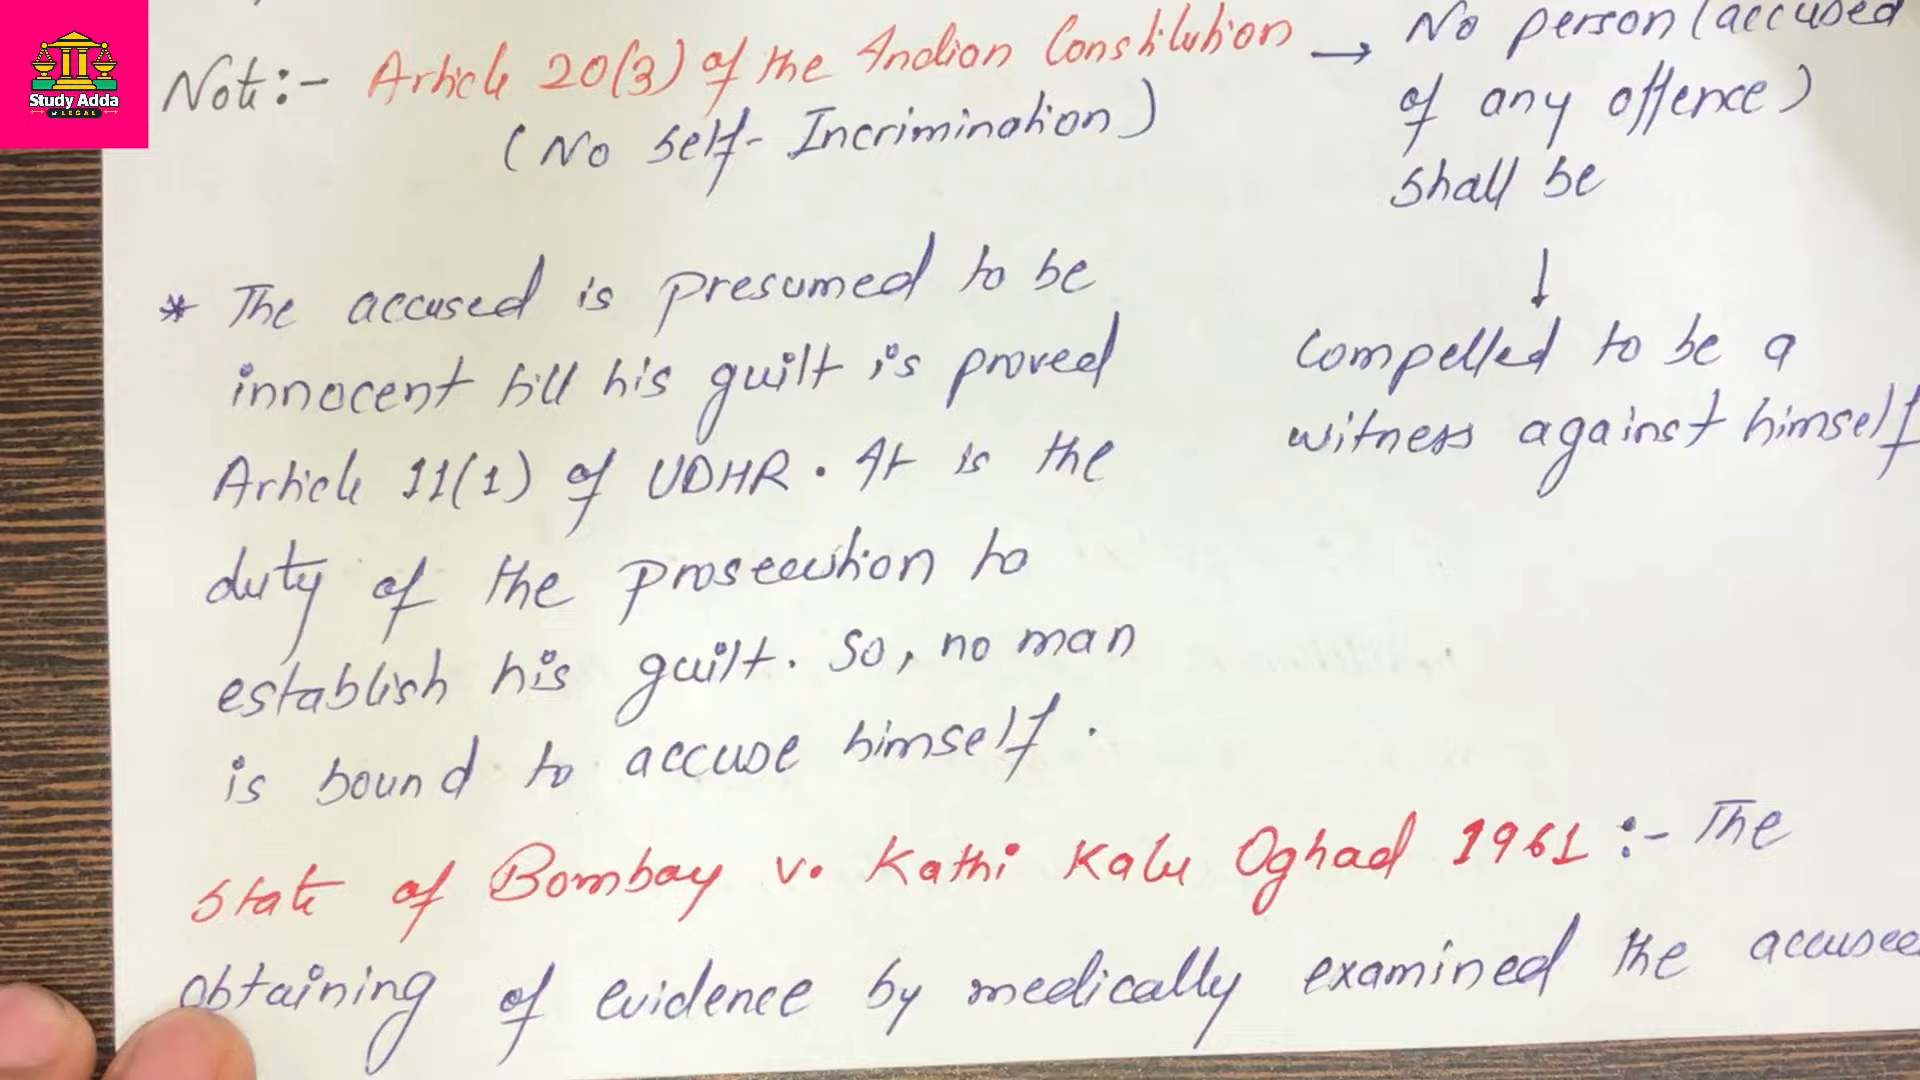 Study Adda
LEGAL
Note:- Article 20(3) of the Indian Constitution →
(No self-Incrimination)
No person (accused
of any offence)
shall be
↓
compelled to be a
witness against himself
* The accused is presumed to be
innocent till his guilt is proved
Article 11(1) of UDHR. It is the
duty of the prosecution to
establish his guilt. So, no man
is bound to accuse himself.
State of Bombay v. Kathi Kalu Oghad 1961:- The
obtaining of evidence by medically examined the accused